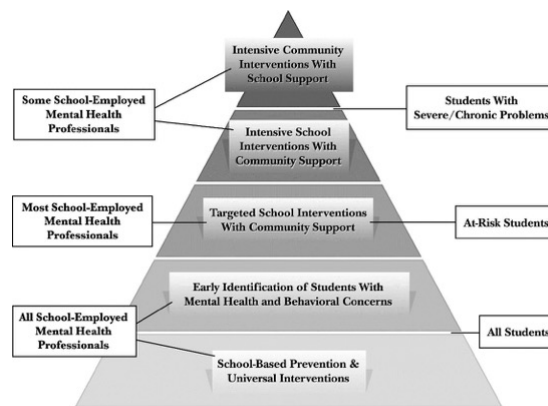 Intensive Community
Interventions With
School Support
Some School-Employed
Mental Health
Professionals
Students With
Severe/Chronic Problems
Intensive School
Interventions With
Community Support
Most School-Employed
Mental Health
Professionals
Targeted School Interventions
With Community Support
At-Risk Students
Early Identification of Students With
Mental Health and Behavioral Concerns
All School-Employed
Mental Health
Professionals
All Students
School-Based Prevention &
Universal Interventions